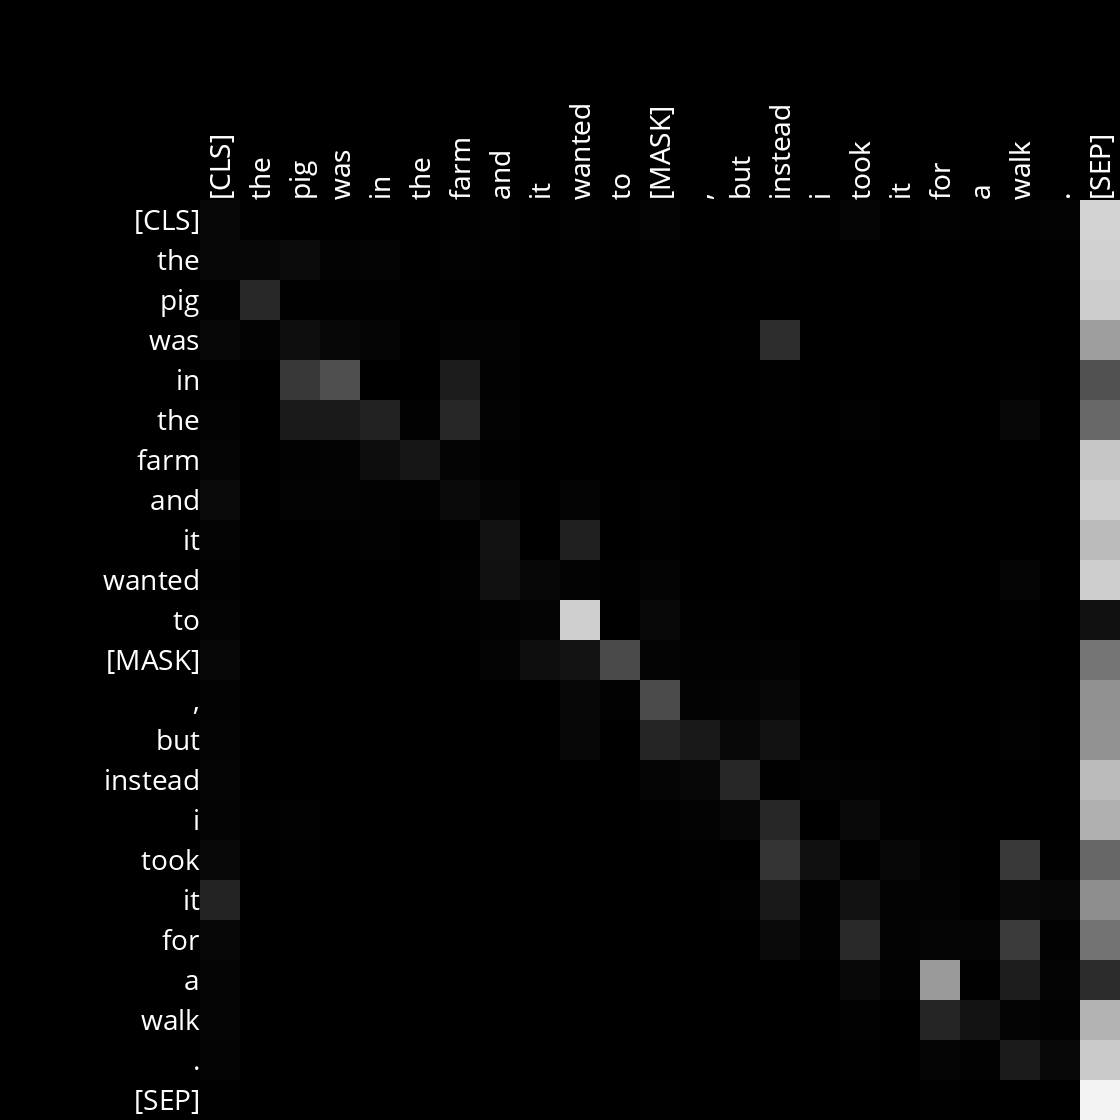 [CLS] the pig was in the farm and it wanted to [MASK] , but instead i took it for a walk . [SEP]
[CLS]
the
pig
was
in
the
farm
and
it
wanted
to
[MASK]
,
but
instead
i
took
it
for
a
walk
.
[SEP]